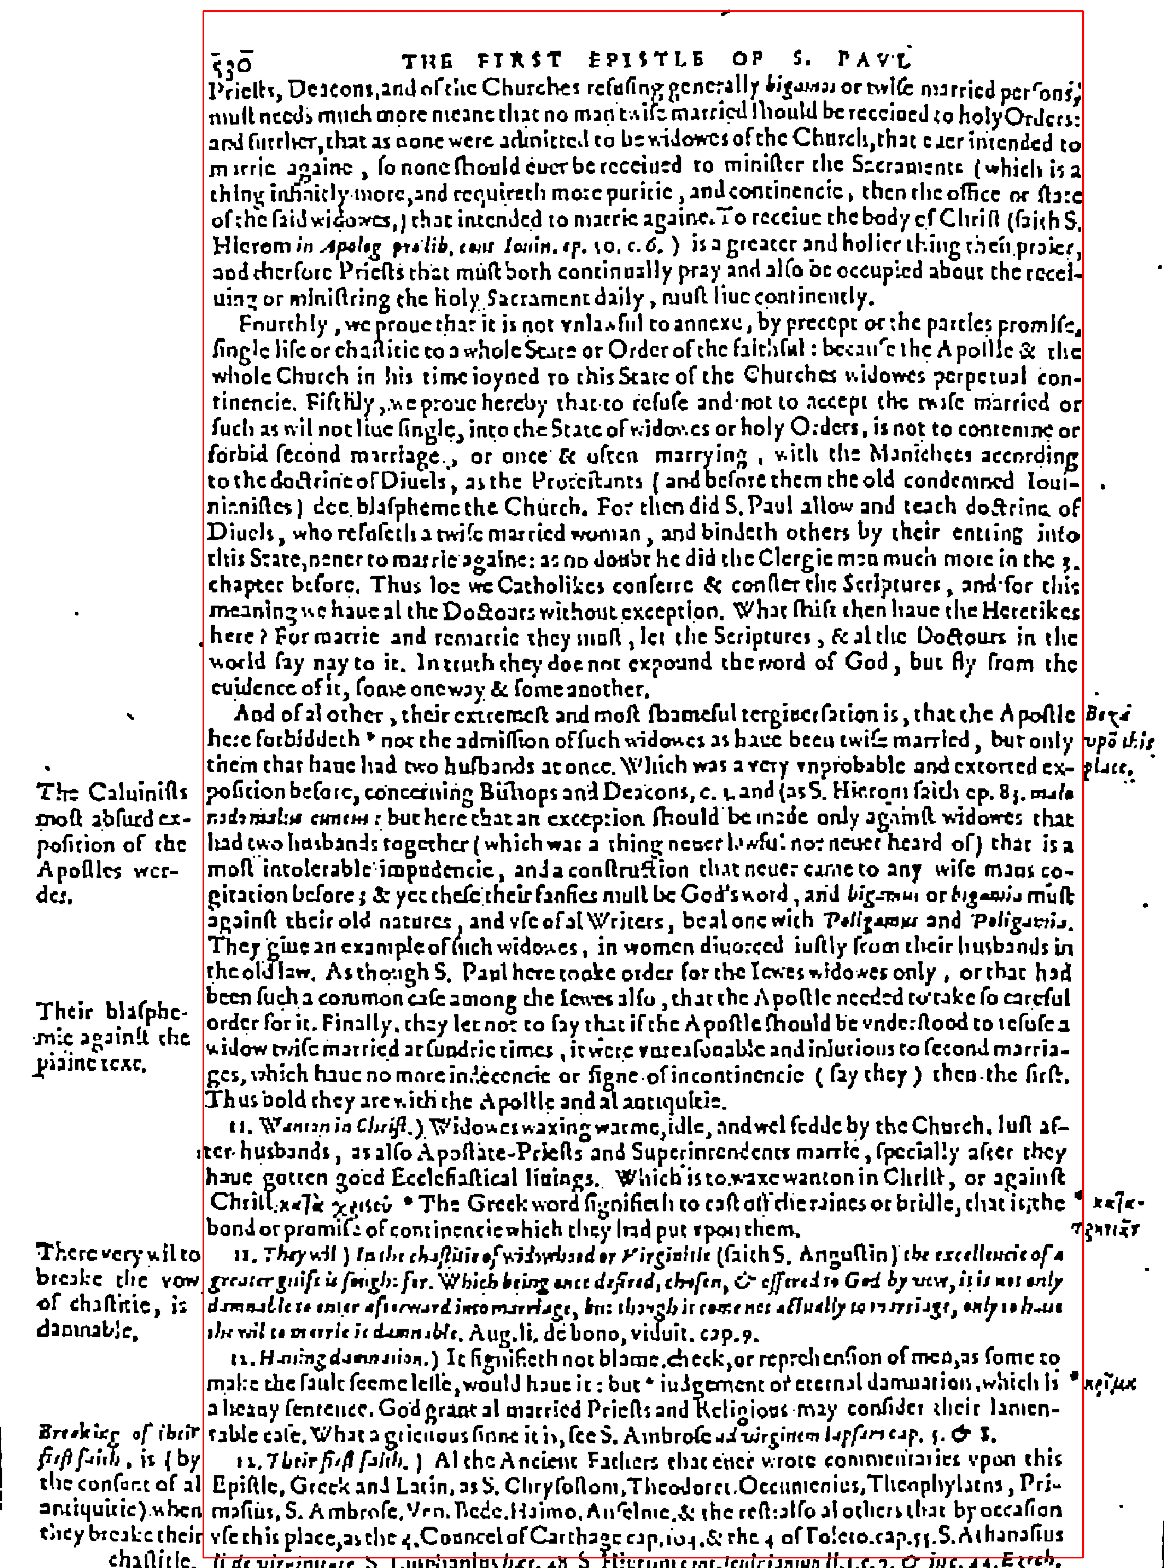 530 THE FIRST EPISTLE OF S. PAVL
Priests, Deacons, and of the Churches refusing generally bigamos or twise married persons,
must needs much more meane that no man twise married should be receiued to holy Orders:
and further, that as none were admitted to be widowes of the Church, that euer intended to
marrie againe, so none should euer be receiued to minister the Sacraments (which is a
thing infinitly more, and requireth more puritie, and continencie, then the office or state
of the said widowes,) that intended to marrie againe. To receiue the body of Christ (saith S.
Hierom in Apolog. pro lib. cont. Iouin. ep. 50. c. 6.) is a greater and holier thing then praier,
and therfore Priests that must both continually pray and also be occupied about the recei-
uing or ministring the holy Sacrament daily, must liue continently.
Fourthly, we proue that it is not vnlawful to annexe, by precept or the parties promise,
single life or chastitie to a whole State or Order of the faithful: because the Apostle & the
whole Church in his time ioyned to this State of the Churches widowes perpetual con-
tinencie. Fifthly, we proue hereby that to refuse and not to accept the twise married or
such as wil not liue single, into the State of widowes or holy Orders, is not to contemne or
forbid second marriage, or once & often marrying, with the Manichees according
to the doctrine of Diuels, as the Protestants (and before them the old condemned Ioui-
nianistes) doe blaspheme the Church. For then did S. Paul allow and teach doctrine of
Diuels, who refuseth a twise married woman, and bindeth others by their entring into
this State, neuer to marrie againe: as no doubt he did the Clergie men much more in the 3.
chapter before. Thus loe we Catholikes conferre & conster the Scriptures, and for this
meaning we haue al the Doctours without exception. What shift then haue the Heretikes
here? For marrie and remarrie they must, let the Scriptures, & al the Doctours in the
world say nay to it. In truth they doe not expound the word of God, but fly from the
euidence of it, some one way & some another.
And of al other, their extremest and most shameful tergiuersation is, that the Apostle
here forbiddeth * not the admission of such widowes as haue been twise married, but only
them that haue had two husbands at once. Which was a very vnprobable and extorted ex-
Beza
vpõ this
place.
position before, concerning Bishops and Deacons, c. 3. and (as S. Hierom saith ep. 83. malo
nodo malus cuneus: but here that an exception should be made only against widowes that
had two husbands together (which was a thing neuer lawful nor neuer heard of) that is a
most intolerable impudencie, and a construction that neuer came to any wise mans co-
gitation before; & yet these their fansies must be God's word, and bigamus or bigamia must
The Caluinists
most absurd ex-
position of the
Apostles wor-
des.
against their old natures, and vse of al Writers, be al one with Poligamus and Poligamia.
They giue an example of such widowes, in women diuorced iustly from their husbands in
the old law. As though S. Paul here tooke order for the Iewes widowes only, or that had
been such a common case among the Iewes also, that the Apostle needed to take so careful
order for it. Finally, they let not to say that if the Apostle should be vnderstood to refuse a
widow twise married at sundrie times, it were vnreasonable and iniurious to second marria-
ges, which haue no more indecencie or signe of incontinencie (say they) then the first.
Their blasphe-
mie against the
plaine text.
Thus bold they are with the Apostle and al antiquitie.
11. Wanton in Christ.) Widowes waxing warme, idle, and wel fedde by the Church, lust af-
ter husbands, as also Apostate-Priests and Superintendents marrie, specially after they
haue gotten good Ecclesiastical liuings. Which is to waxe wanton in Christ, or against
Christ. κατὰ χριστοῦ * The Greek word signifieth to cast off the raines or bridle, that is, the
bond or promise of continencie which they had put vpon them.
11. They wil) In the chastitie of widowhood or Virginitie (saith S. Augustin) the excellencie of a
greater guift is sought for. Which being once desired, chosen, & offered to God by vow, it is not only
damnable to enter afterward into marriage, but though it come not actually to marriage, only to haue
the wil to marrie is damnable. Aug. li. de bono, viduit. cap. 9.
There very wil to
breake the vow
of chastitie, is
damnable.
12. Hauing damnation.) It signifieth not blame, check, or reprehension of men, as some to
make the fault seeme lesse, would haue it: but * iudgement or eternal damnation, which is
* κρῖμα
a heauy sentence. God grant al married Priests and Religious may consider their lamen-
table case. What a grieuous sinne it is, see S. Ambrose ad virginem lapsam cap. 5. & 8.
12. Their first faith.) Al the Ancient Fathers that euer wrote commentaries vpon this
Epistle, Greek and Latin, as S. Chrysostom, Theodoret. Oecumenius, Theophylatus, Pri-
masius, S. Ambrose, Ven. Bede, Haimo, Anselme, & the rest: also al others that by occasion
vse this place, as the 4. Councel of Carthage cap. 104. & the 4 of Toleto. cap. 55. S. Athanasius
Breaking of their
first faith, is (by
the consent of al
antiquitie) when
they breake their
chastitie.